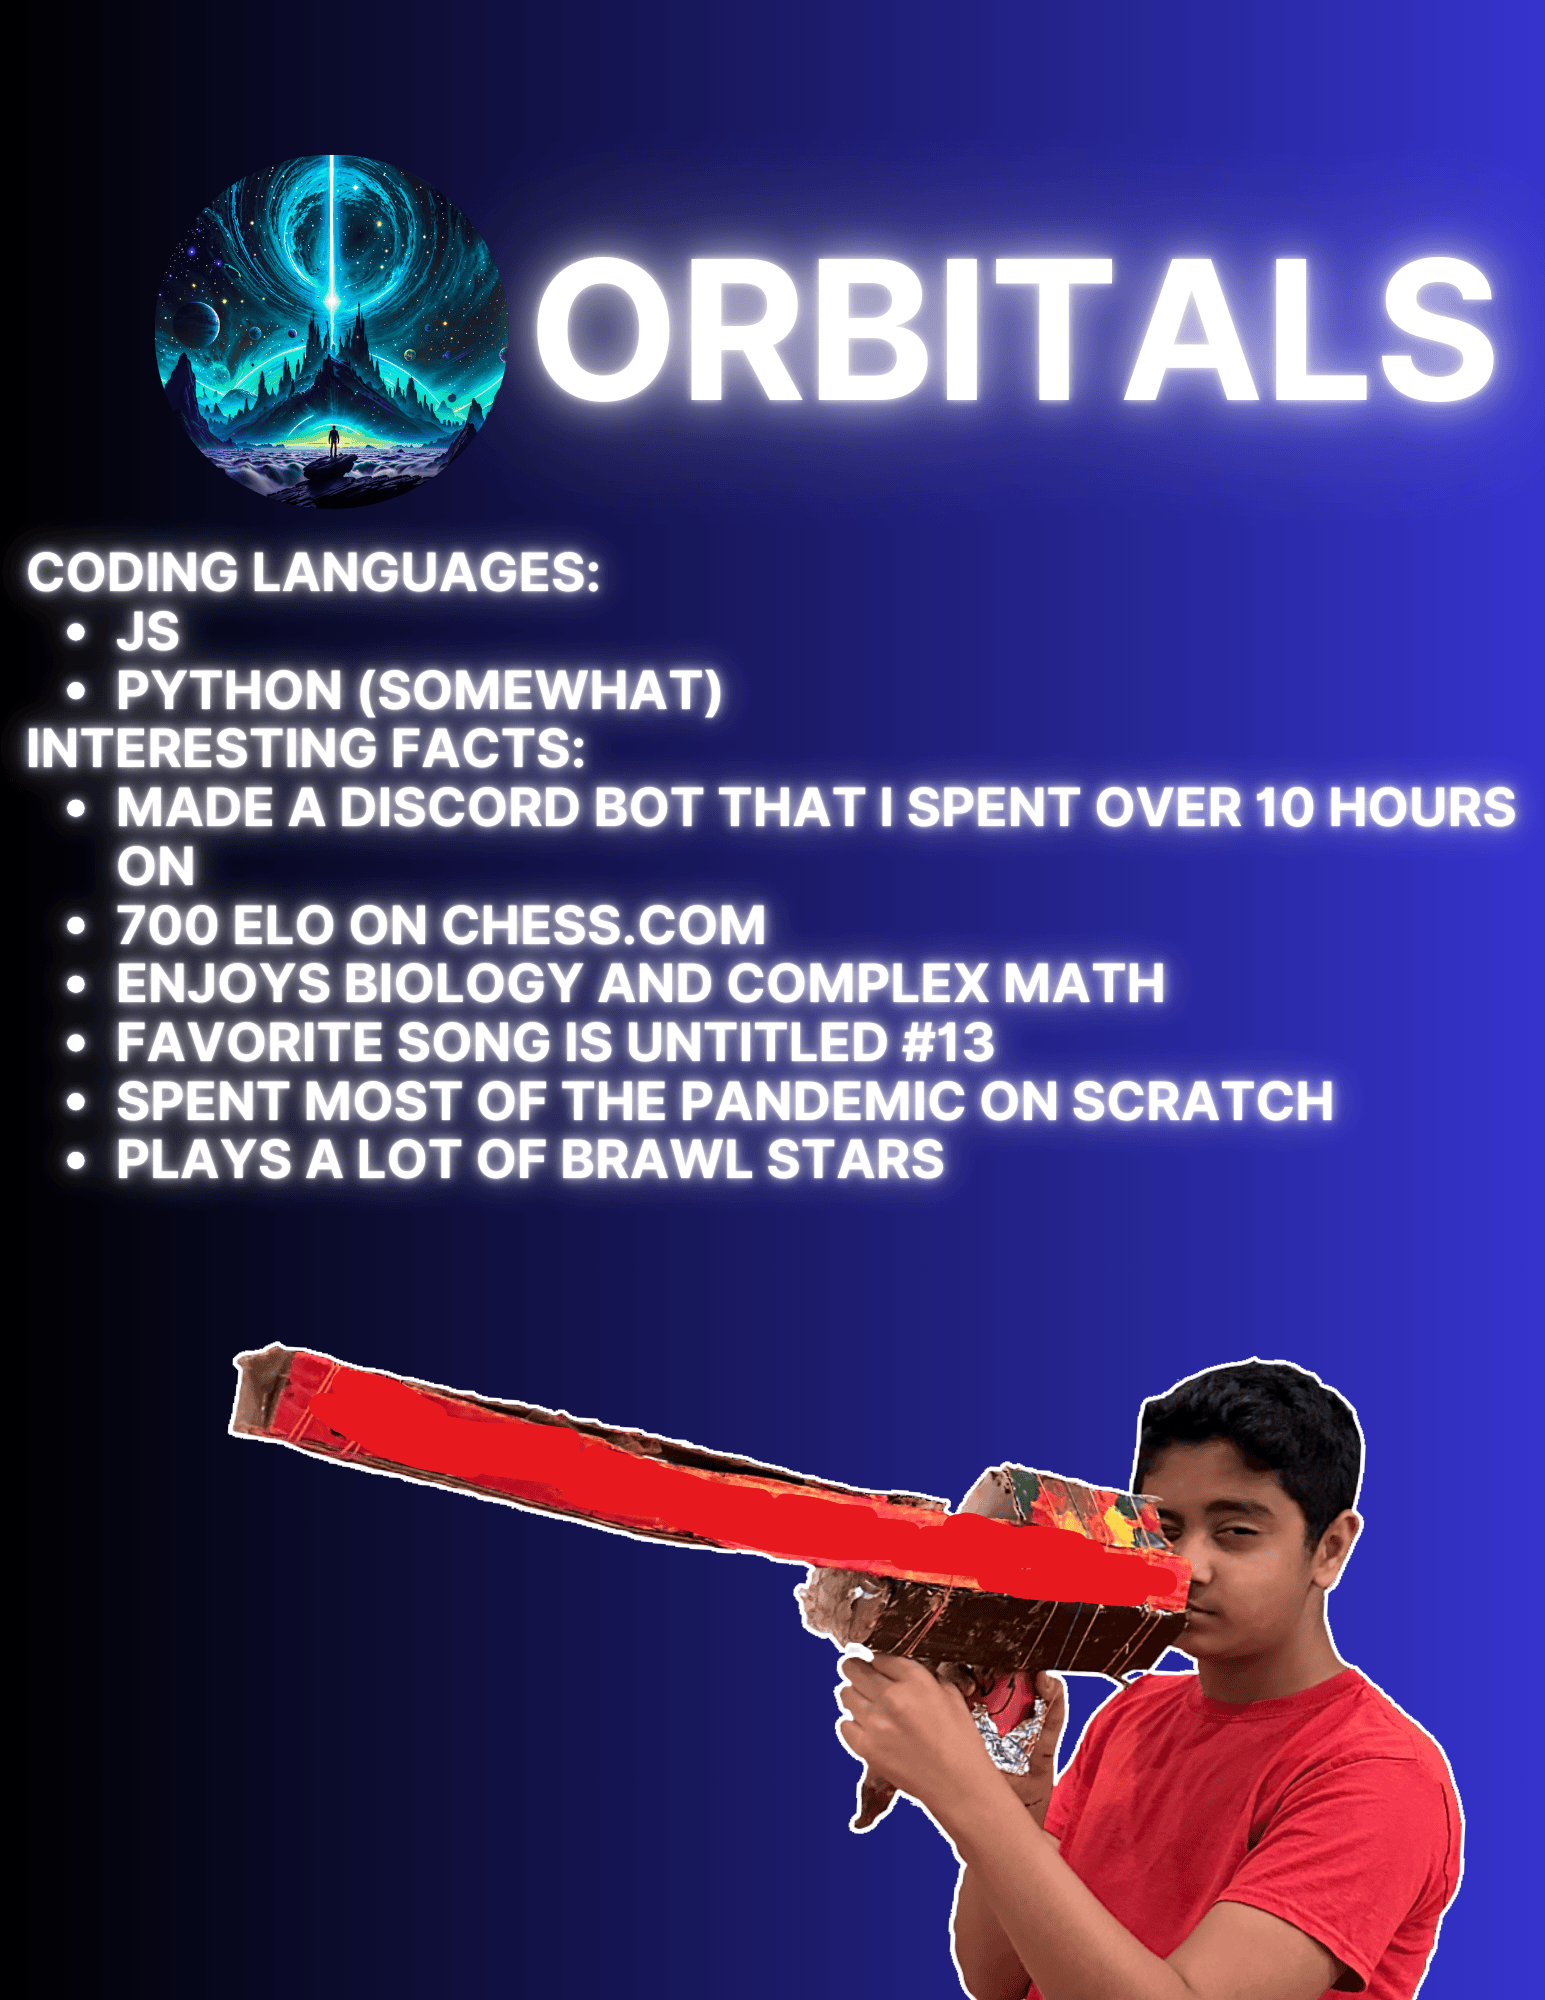 ORBITALS
CODING LANGUAGES:
• JS
• PYTHON (SOMEWHAT)
INTERESTING FACTS:
• MADE A DISCORD BOT THAT I SPENT OVER 10 HOURS
ON
• 700 ELO ON CHESS.COM
• ENJOYS BIOLOGY AND COMPLEX MATH
• FAVORITE SONG IS UNTITLED #13
• SPENT MOST OF THE PANDEMIC ON SCRATCH
• PLAYS A LOT OF BRAWL STARS